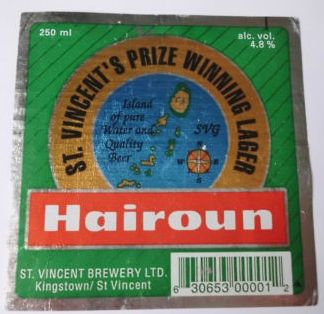 250 ml
alc. vol.
4.8 %
ST. VINCENT'S PRIZE WINNING LAGER
Island
of pure
Water and
Quality
Beer
SVG
W E
S
Hairoun
ST. VINCENT BREWERY LTD.
Kingstown/ St Vincent
6 30653 00001 2